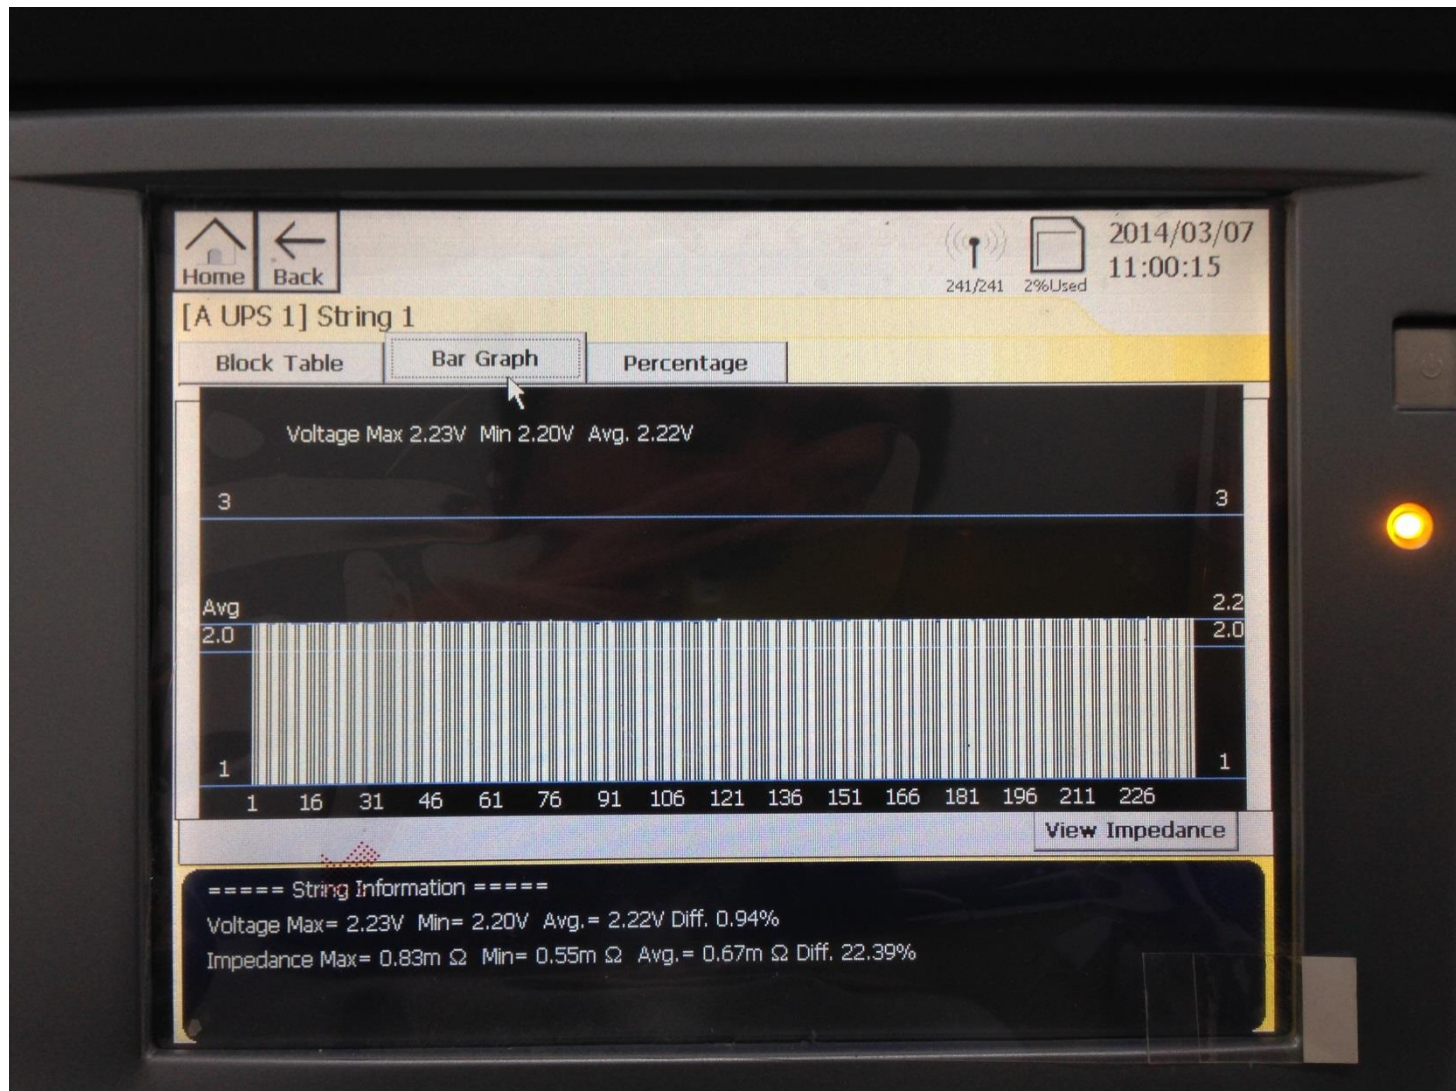 2014/03/07
Home Back 241/241 2%Used 11:00:15
[A UPS 1] String 1
Block Table Bar Graph Percentage
Voltage Max 2.23V Min 2.20V Avg. 2.22V
3 3
Avg 2.2
2.0 2.0
1 1
1 16 31 46 61 76 91 106 121 136 151 166 181 196 211 226
View Impedance
===== String Information =====
Voltage Max= 2.23V Min= 2.20V Avg.= 2.22V Diff. 0.94%
Impedance Max= 0.83m Ω Min= 0.55m Ω Avg.= 0.67m Ω Diff. 22.39%